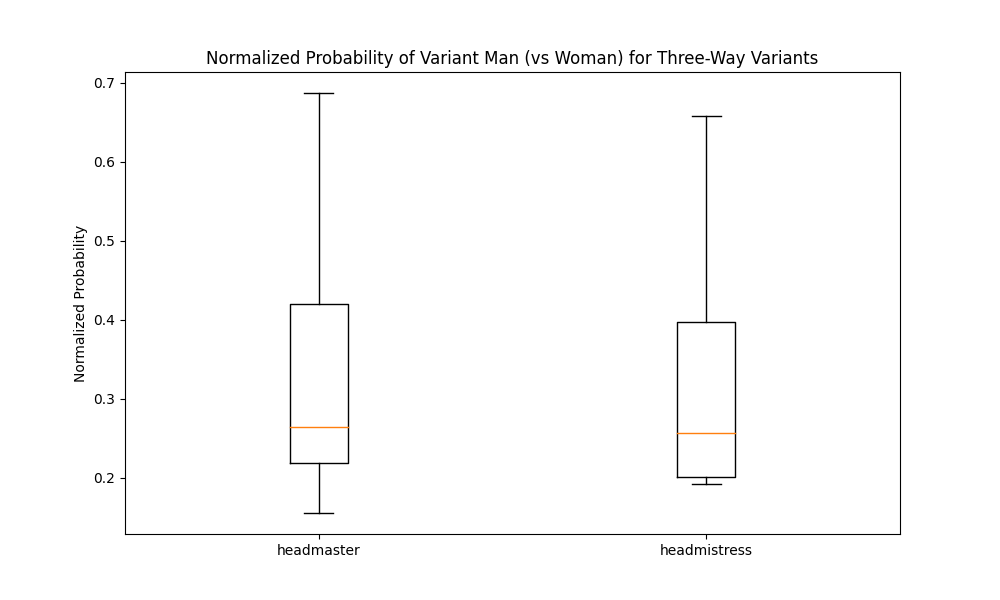 Normalized Probability of Variant Man (vs Woman) for Three-Way Variants
Normalized Probability
0.7
0.6
0.5
0.4
0.3
0.2
headmaster
headmistress